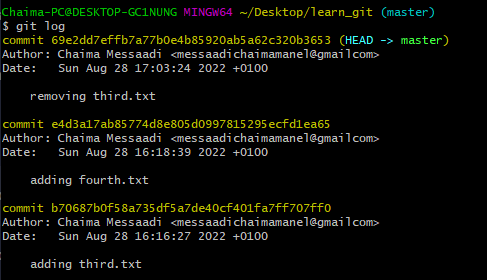 Chaima-PC@DESKTOP-GC1NUNG MINGW64 ~/Desktop/learn_git (master)
$ git log
commit 69e2dd7effb7a77b0e4b85920ab5a62c320b3653 (HEAD -> master)
Author: Chaima Messaadi <messaadichaimamanel@gmailcom>
Date:   Sun Aug 28 17:03:24 2022 +0100
    removing third.txt
commit e4d3a17ab85774d8e805d0997815295ecfd1ea65
Author: Chaima Messaadi <messaadichaimamanel@gmailcom>
Date:   Sun Aug 28 16:18:39 2022 +0100
    adding fourth.txt
commit b70687b0f58a735df5a7de40cf401fa7ff707ff0
Author: Chaima Messaadi <messaadichaimamanel@gmailcom>
Date:   Sun Aug 28 16:16:27 2022 +0100
    adding third.txt